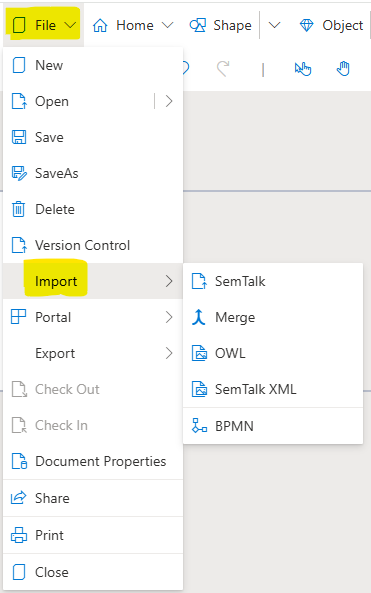 File Home Shape Object
New
Open
Save
SaveAs
Delete
Version Control
Import
SemTalk
Portal
Merge
Export
OWL
Check Out
SemTalk XML
Check In
BPMN
Document Properties
Share
Print
Close